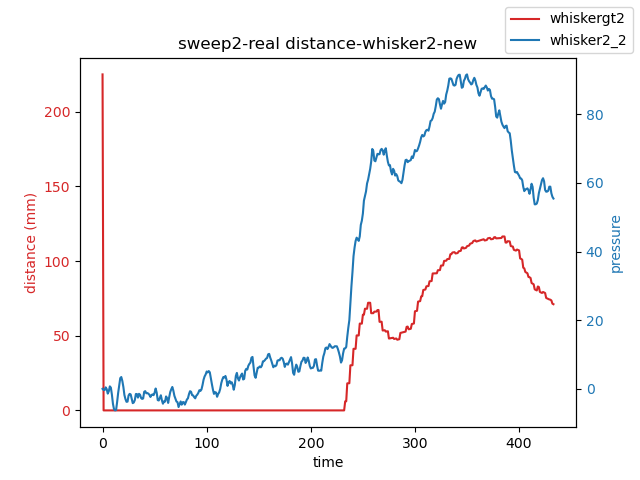 whiskergt2
whisker2_2
sweep2-real distance-whisker2-new
200
150
100
50
0
distance (mm)
80
60
40
20
0
pressure
0 100 200 300 400
time